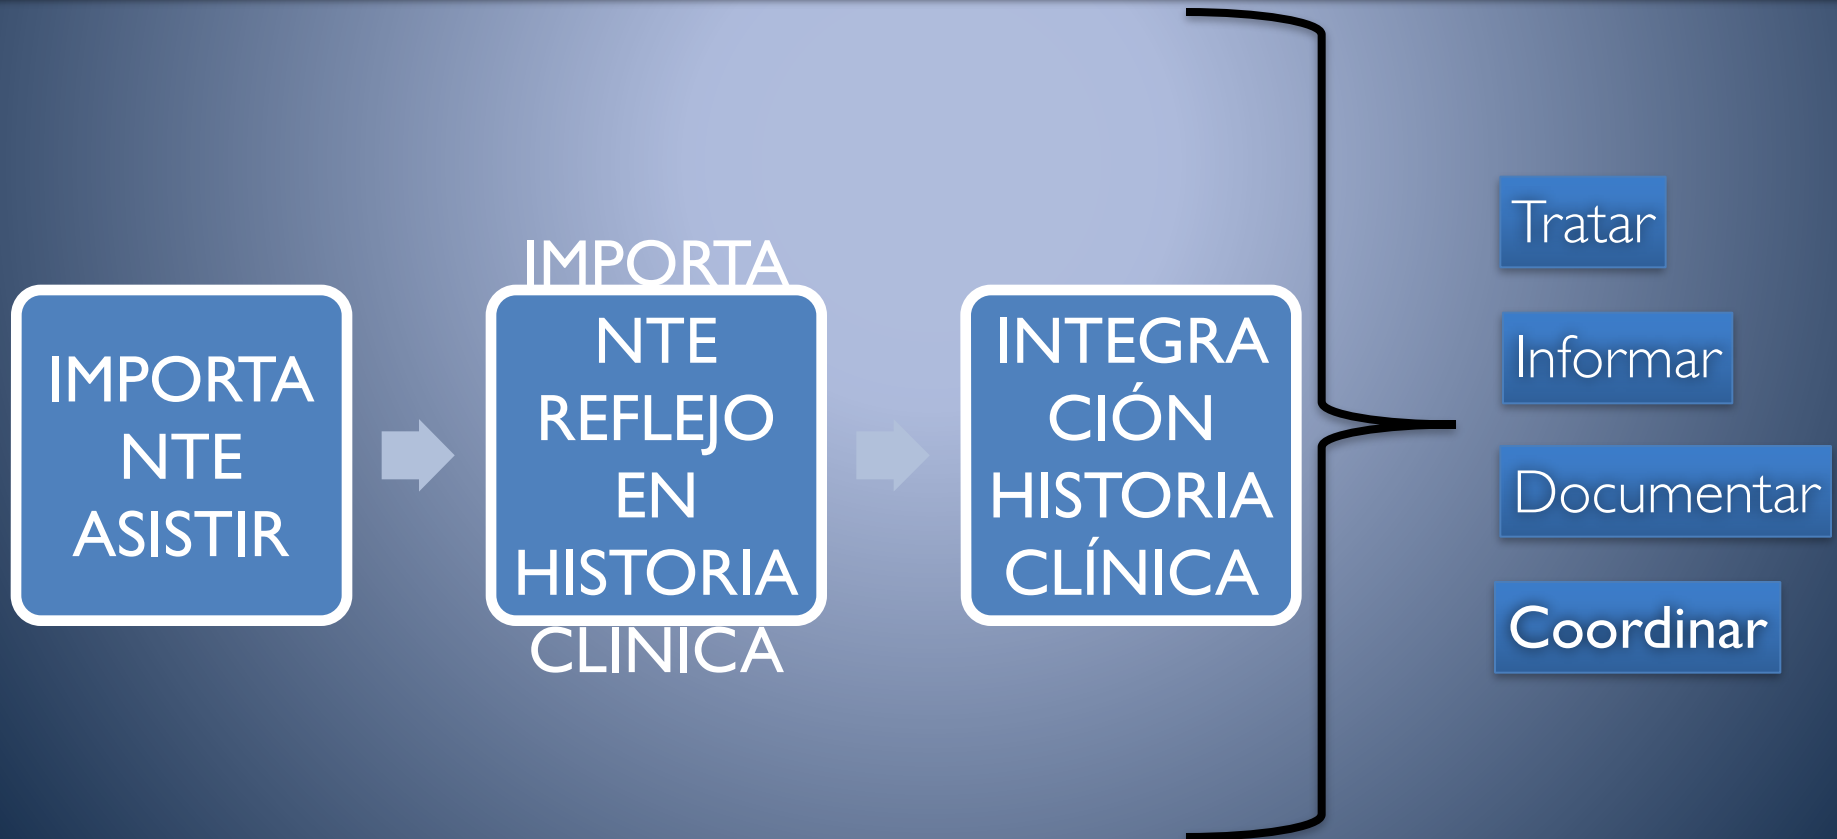 IMPORTA
NTE
ASISTIR
IMPORTA
NTE
REFLEJO
EN
HISTORIA
CLINICA
INTEGRA
CIÓN
HISTORIA
CLÍNICA
Tratar
Informar
Documentar
Coordinar